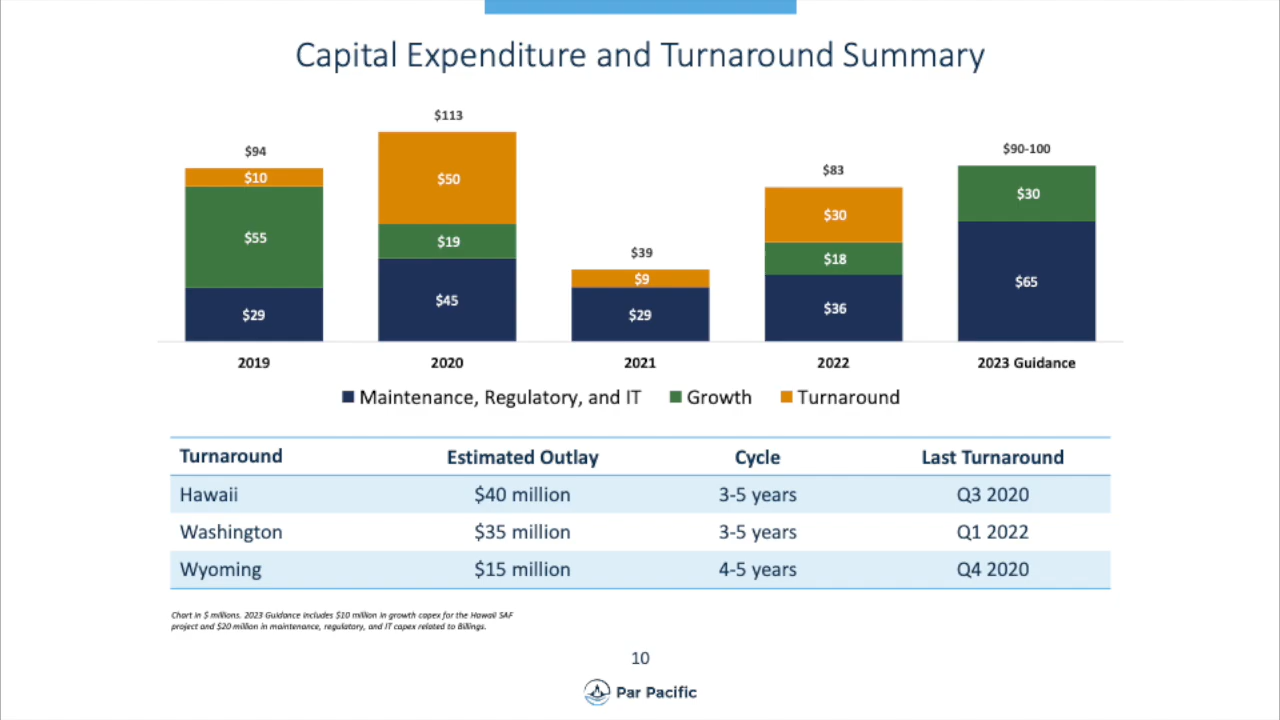 Capital Expenditure and Turnaround Summary
$94
$10
$55
$29
$113
$50
$19
$45
$39
$9
$29
$83
$30
$18
$36
$90-100
$30
$65
2019 2020 2021 2022 2023 Guidance
Maintenance, Regulatory, and IT Growth Turnaround
Turnaround Estimated Outlay Cycle Last Turnaround
Hawaii $40 million 3-5 years Q3 2020
Washington $35 million 3-5 years Q1 2022
Wyoming $15 million 4-5 years Q4 2020
Chart in $ millions. 2023 Guidance includes $10 million in growth capex for the Hawaii SAF
project and $20 million in maintenance, regulatory, and IT capex related to Billings.
10
Par Pacific